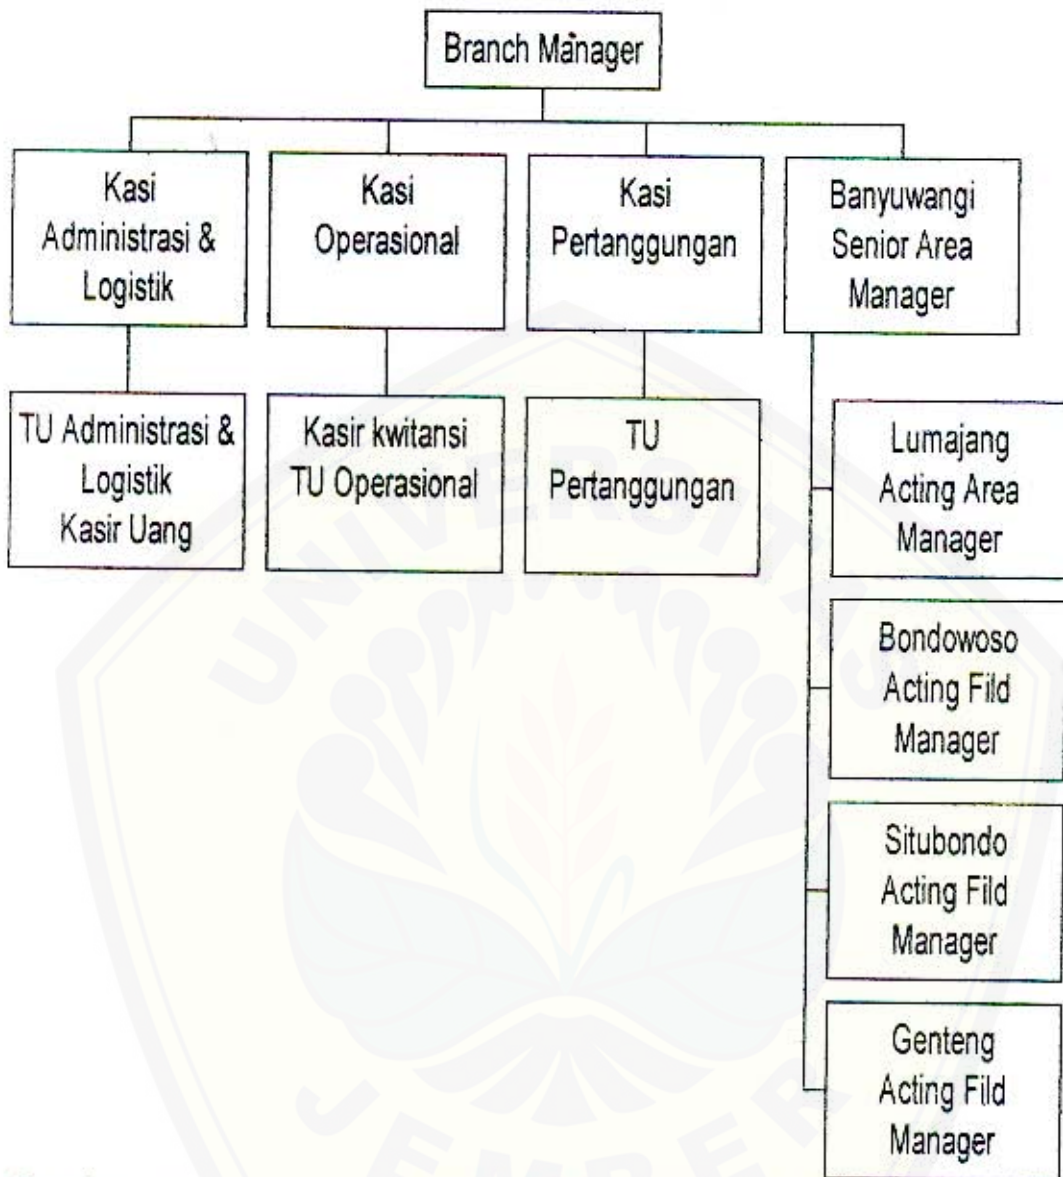 Branch Manager
Kasi
Administrasi &
Logistik
Kasi
Operasional
Kasi
Pertanggungan
Banyuwangi
Senior Area
Manager
TU Administrasi &
Logistik
Kasir Uang
Kasir kwitansi
TU Operasional
TU
Pertanggungan
Lumajang
Acting Area
Manager
Bondowoso
Acting Fild
Manager
Situbondo
Acting Fild
Manager
Genteng
Acting Fild
Manager
UNIVERSITAS
JEMBER